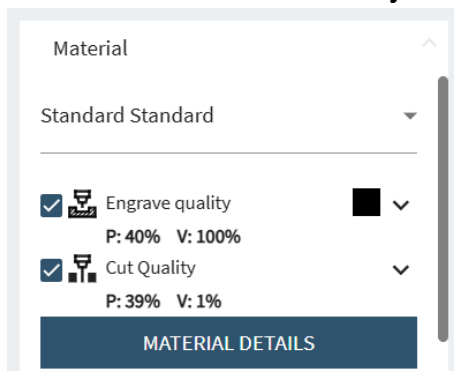 Material
Standard Standard
Engrave quality
P: 40% V: 100%
Cut Quality
P: 39% V: 1%
MATERIAL DETAILS